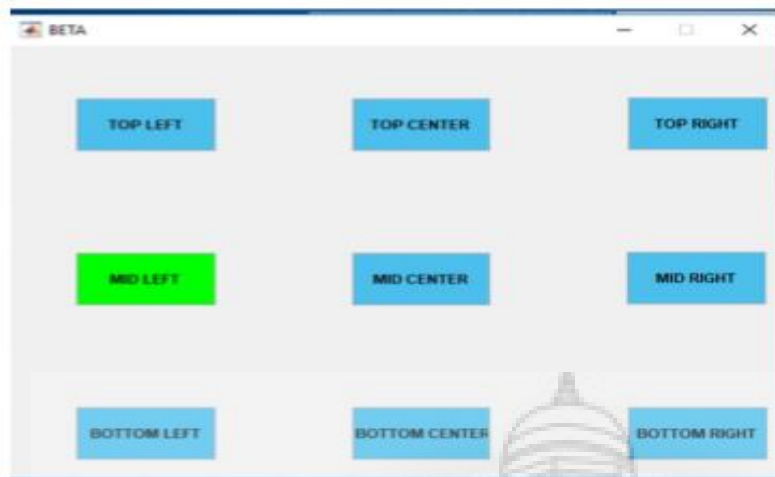 BETA
TOP LEFT TOP CENTER TOP RIGHT
MID LEFT MID CENTER MID RIGHT
BOTTOM LEFT BOTTOM CENTER BOTTOM RIGHT